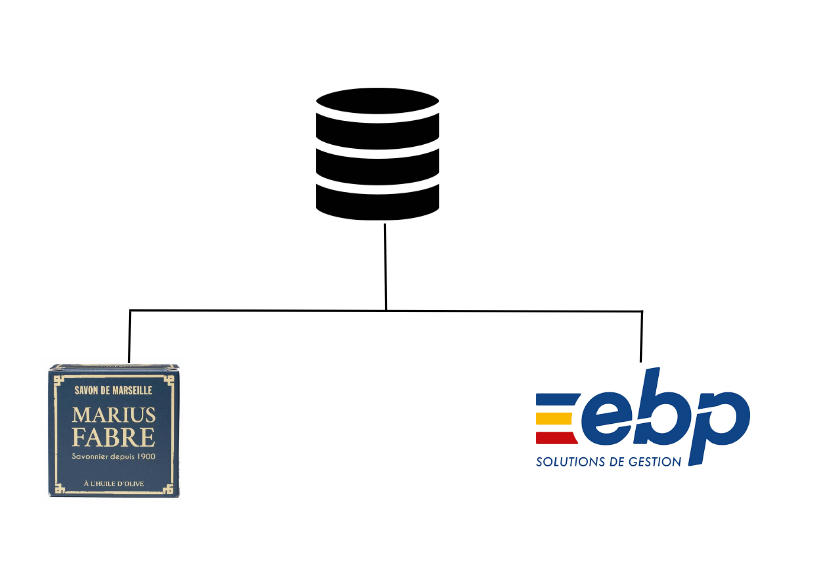 SAVON DE MARSEILLE
MARIUS
FABRE
Savonnier depuis 1900
À L'HUILE D'OLIVE
ebp
SOLUTIONS DE GESTION